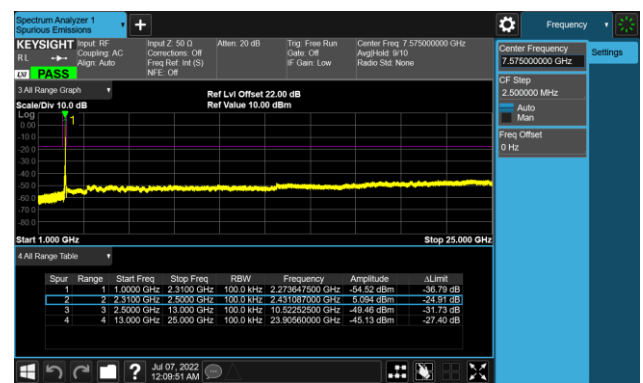 Spectrum Analyzer 1
Spurious Emissions
+
Frequency
KEYSIGHT
RL
LXI
PASS
Input: RF
Coupling: AC
Align: Auto
Input Z: 50 Ω
Corrections: Off
Freq Ref: Int (S)
NFE: Off
Atten: 20 dB
Trig: Free Run
Gate: Off
IF Gain: Low
Center Freq: 7.575000000 GHz
Avg|Hold: 9/10
Radio Std: None
Center Frequency
7.575000000 GHz
Settings
CF Step
2.500000 MHz
Auto
Man
Freq Offset
0 Hz
3 All Range Graph
Scale/Div 10.0 dB
Ref Lvl Offset 22.00 dB
Ref Value 10.00 dBm
Log
1
0.00
-10.0
-20.0
-30.0
-40.0
-50.0
-60.0
-70.0
-80.0
Start 1.000 GHz
Stop 25.000 GHz
4 All Range Table
Spur Range Start Freq Stop Freq RBW Frequency Amplitude ΔLimit
1 1 1.0000 GHz 2.3100 GHz 100.0 kHz 2.273647500 GHz -54.52 dBm -36.79 dB
2 2 2.3100 GHz 2.5000 GHz 100.0 kHz 2.431087000 GHz 5.094 dBm -24.91 dB
3 3 2.5000 GHz 13.000 GHz 100.0 kHz 10.52252500 GHz -49.46 dBm -31.73 dB
4 4 13.000 GHz 25.000 GHz 100.0 kHz 23.90560000 GHz -45.13 dBm -27.40 dB
?
Jul 07, 2022
12:09:51 AM